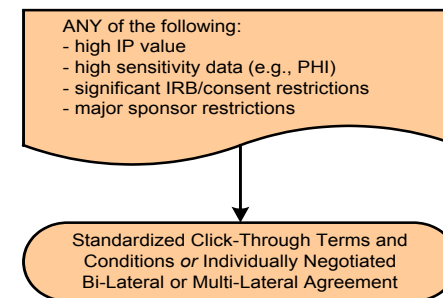 ANY of the following:
- high IP value
- high sensitivity data (e.g., PHI)
- significant IRB/consent restrictions
- major sponsor restrictions
Standardized Click-Through Terms and
Conditions or Individually Negotiated
Bi-Lateral or Multi-Lateral Agreement